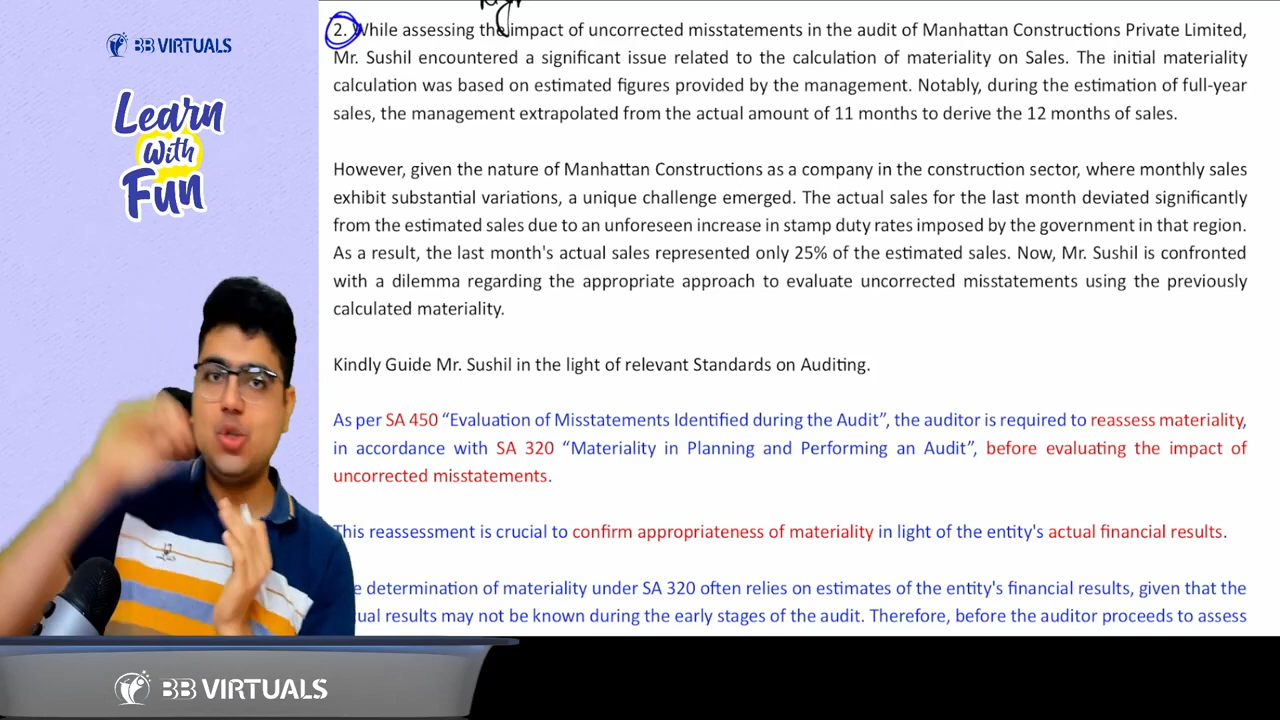 BB VIRTUALS
Learn
With
Fun
2. While assessing the impact of uncorrected misstatements in the audit of Manhattan Constructions Private Limited,
Mr. Sushil encountered a significant issue related to the calculation of materiality on Sales. The initial materiality
calculation was based on estimated figures provided by the management. Notably, during the estimation of full-year
sales, the management extrapolated from the actual amount of 11 months to derive the 12 months of sales.
However, given the nature of Manhattan Constructions as a company in the construction sector, where monthly sales
exhibit substantial variations, a unique challenge emerged. The actual sales for the last month deviated significantly
from the estimated sales due to an unforeseen increase in stamp duty rates imposed by the government in that region.
As a result, the last month's actual sales represented only 25% of the estimated sales. Now, Mr. Sushil is confronted
with a dilemma regarding the appropriate approach to evaluate uncorrected misstatements using the previously
calculated materiality.
Kindly Guide Mr. Sushil in the light of relevant Standards on Auditing.
As per SA 450 “Evaluation of Misstatements Identified during the Audit”, the auditor is required to reassess materiality,
in accordance with SA 320 “Materiality in Planning and Performing an Audit”, before evaluating the impact of
uncorrected misstatements.
This reassessment is crucial to confirm appropriateness of materiality in light of the entity's actual financial results.
determination of materiality under SA 320 often relies on estimates of the entity's financial results, given that the
results may not be known during the early stages of the audit. Therefore, before the auditor proceeds to assess
BB VIRTUALS